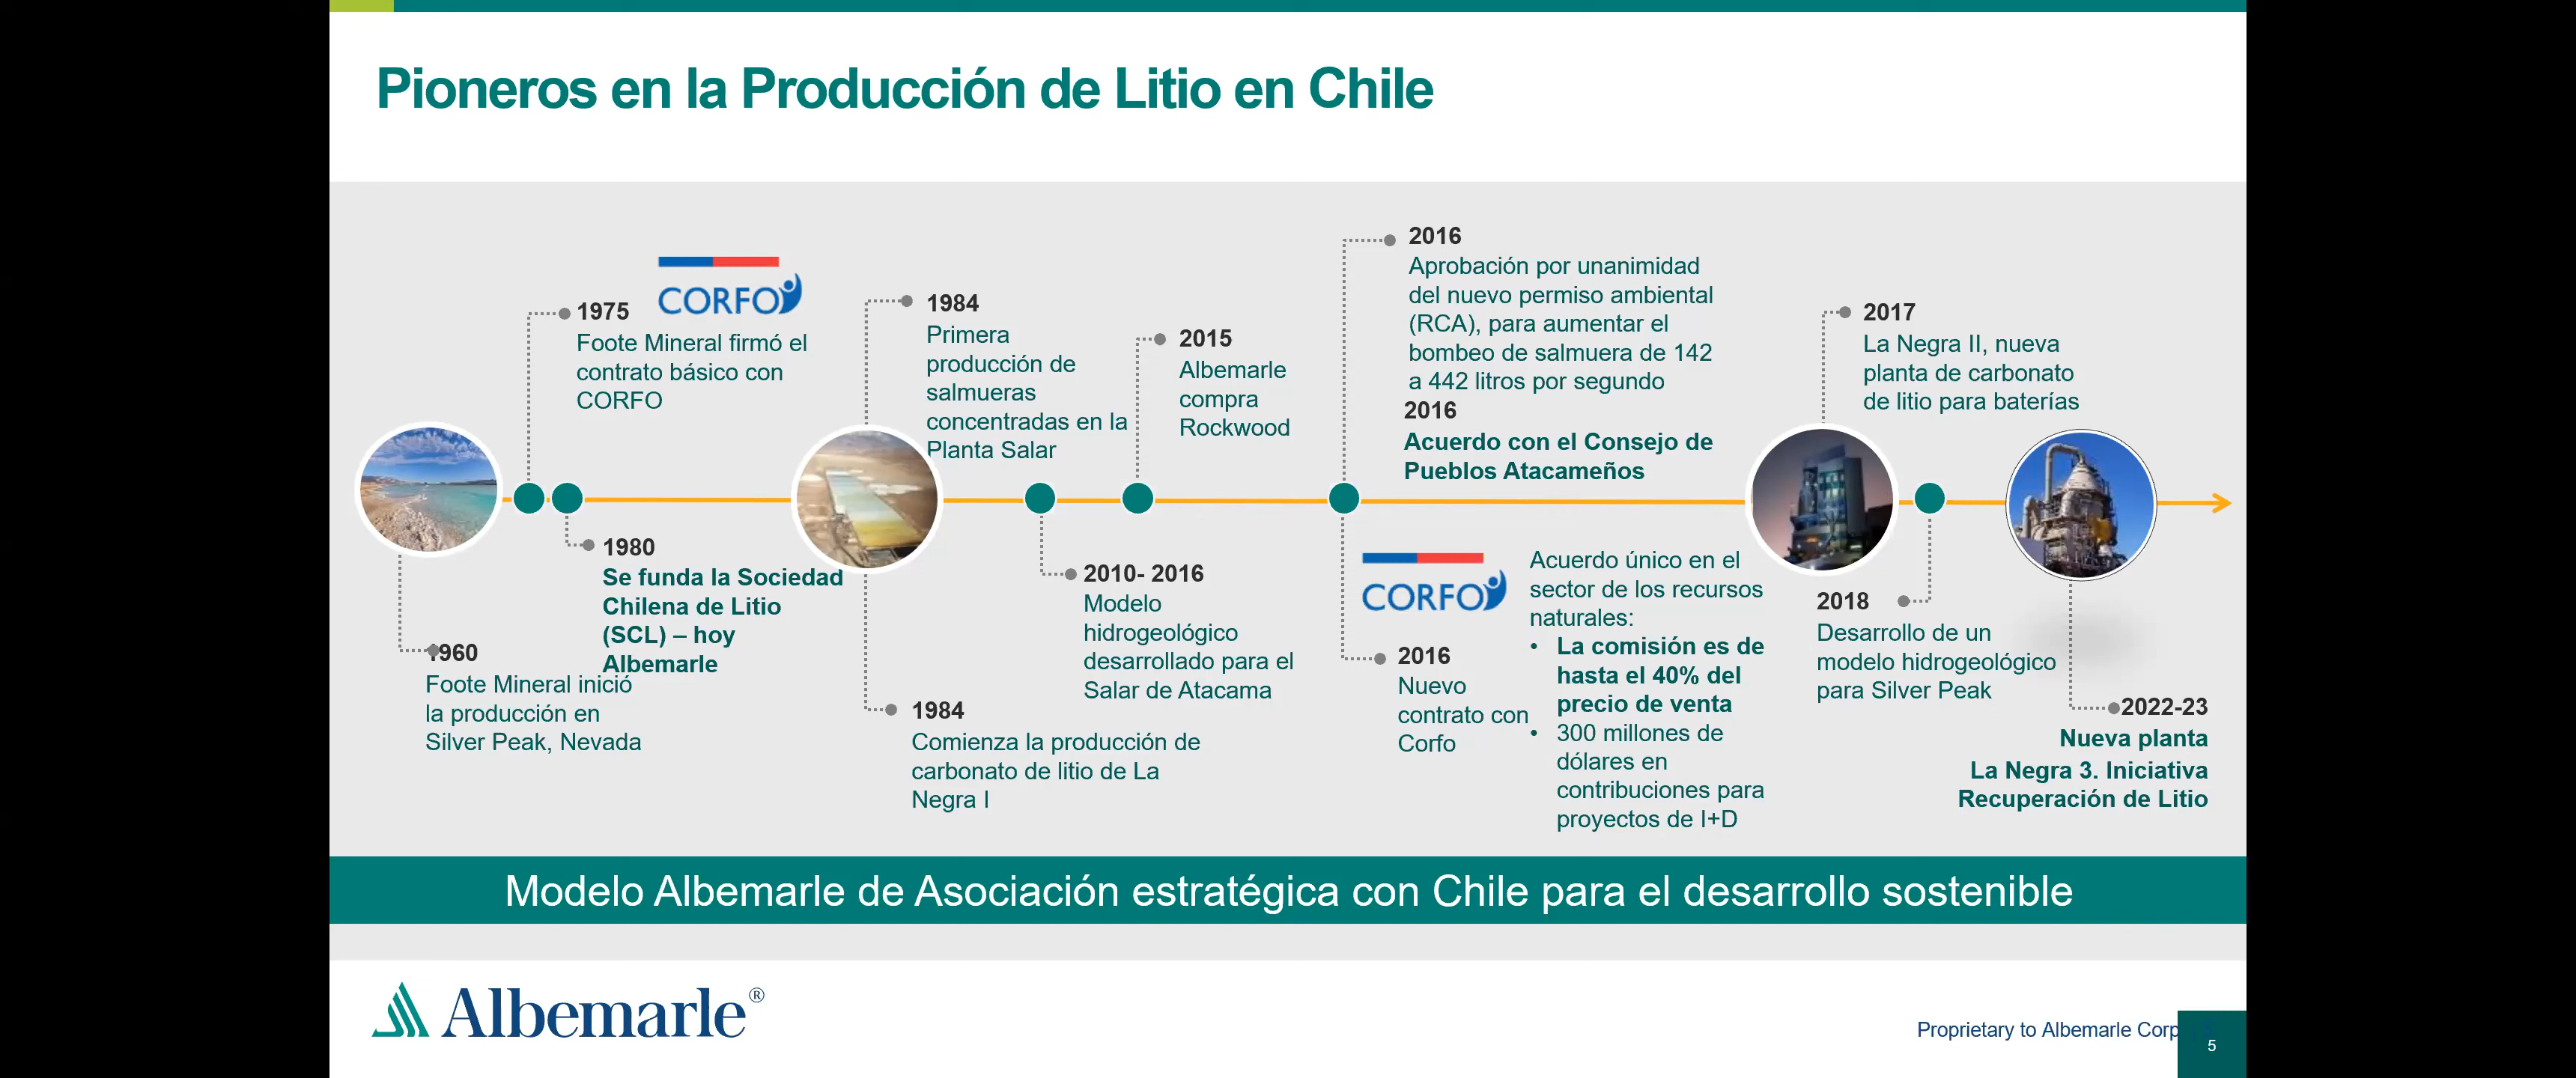 Pioneros en la Producción de Litio en Chile
CORFO
1975
Foote Mineral firmó el
contrato básico con
CORFO
1984
Primera
producción de
salmueras
concentradas en la
Planta Salar
2015
Albemarle
compra
Rockwood
2016
Aprobación por unanimidad
del nuevo permiso ambiental
(RCA), para aumentar el
bombeo de salmuera de 142
a 442 litros por segundo
2016
Acuerdo con el Consejo de
Pueblos Atacameños
2017
La Negra II, nueva
planta de carbonato
de litio para baterías
1960
Foote Mineral inició
la producción en
Silver Peak, Nevada
1980
Se funda la Sociedad
Chilena de Litio
(SCL) – hoy
Albemarle
1984
Comienza la producción de
carbonato de litio de La
Negra I
2010- 2016
Modelo
hidrogeológico
desarrollado para el
Salar de Atacama
CORFO
2016
Nuevo
contrato con
Corfo
Acuerdo único en el
sector de los recursos
naturales:
• La comisión es de
hasta el 40% del
precio de venta
• 300 millones de
dólares en
contribuciones para
proyectos de I+D
2018
Desarrollo de un
modelo hidrogeológico
para Silver Peak
2022-23
Nueva planta
La Negra 3. Iniciativa
Recuperación de Litio
Modelo Albemarle de Asociación estratégica con Chile para el desarrollo sostenible
Albemarle®
Proprietary to Albemarle Corp
5